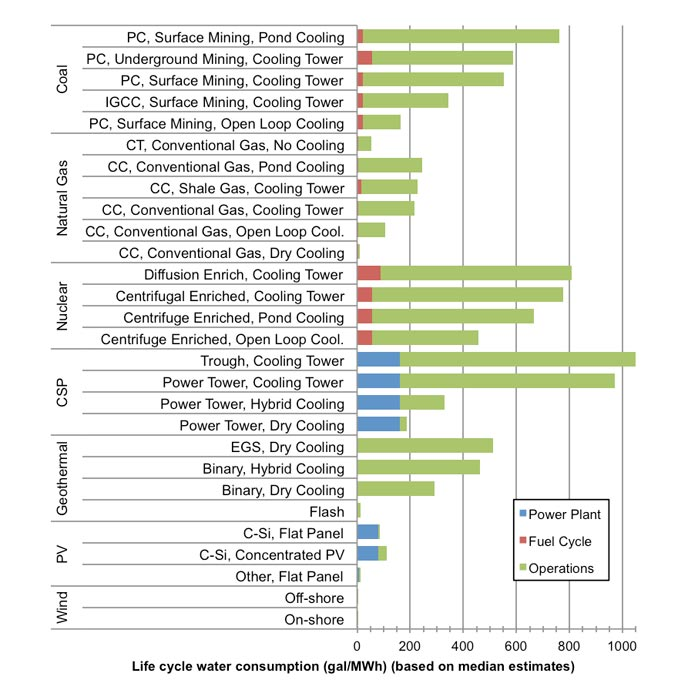 Coal
PC, Surface Mining, Pond Cooling
PC, Underground Mining, Cooling Tower
PC, Surface Mining, Cooling Tower
IGCC, Surface Mining, Cooling Tower
PC, Surface Mining, Open Loop Cooling
Natural Gas
CT, Conventional Gas, No Cooling
CC, Conventional Gas, Pond Cooling
CC, Shale Gas, Cooling Tower
CC, Conventional Gas, Cooling Tower
CC, Conventional Gas, Open Loop Cool.
CC, Conventional Gas, Dry Cooling
Nuclear
Diffusion Enrich, Cooling Tower
Centrifugal Enriched, Cooling Tower
Centrifuge Enriched, Pond Cooling
Centrifuge Enriched, Open Loop Cool.
CSP
Trough, Cooling Tower
Power Tower, Cooling Tower
Power Tower, Hybrid Cooling
Power Tower, Dry Cooling
Geothermal
EGS, Dry Cooling
Binary, Hybrid Cooling
Binary, Dry Cooling
Flash
PV
C-Si, Flat Panel
C-Si, Concentrated PV
Other, Flat Panel
Wind
Off-shore
On-shore
Power Plant
Fuel Cycle
Operations
0 200 400 600 800 1000
Life cycle water consumption (gal/MWh) (based on median estimates)